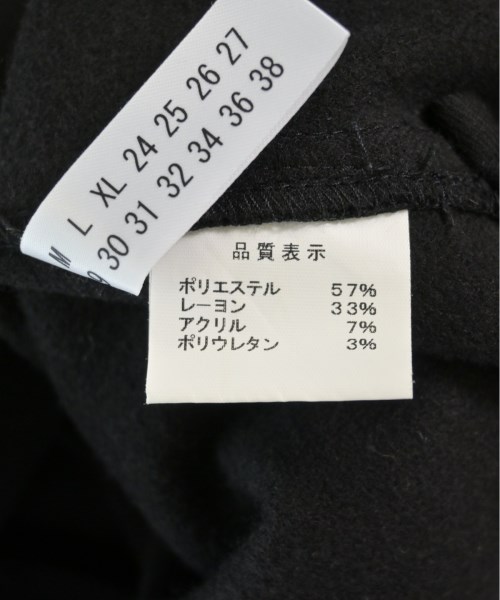 M L XL 24 25 26 27
30 31 32 34 36 38
品質表示
ポリエステル 57%
レーヨン 33%
アクリル 7%
ポリウレタン 3%